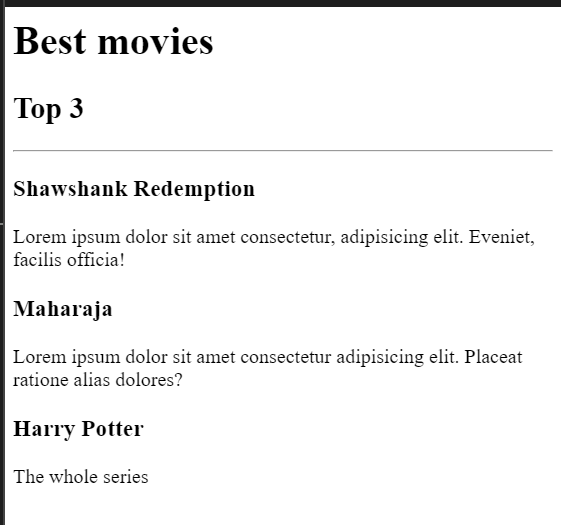 Best movies
Top 3
Shawshank Redemption
Lorem ipsum dolor sit amet consectetur, adipisicing elit. Eveniet,
facilis officia!
Maharaja
Lorem ipsum dolor sit amet consectetur adipisicing elit. Placeat
ratione alias dolores?
Harry Potter
The whole series